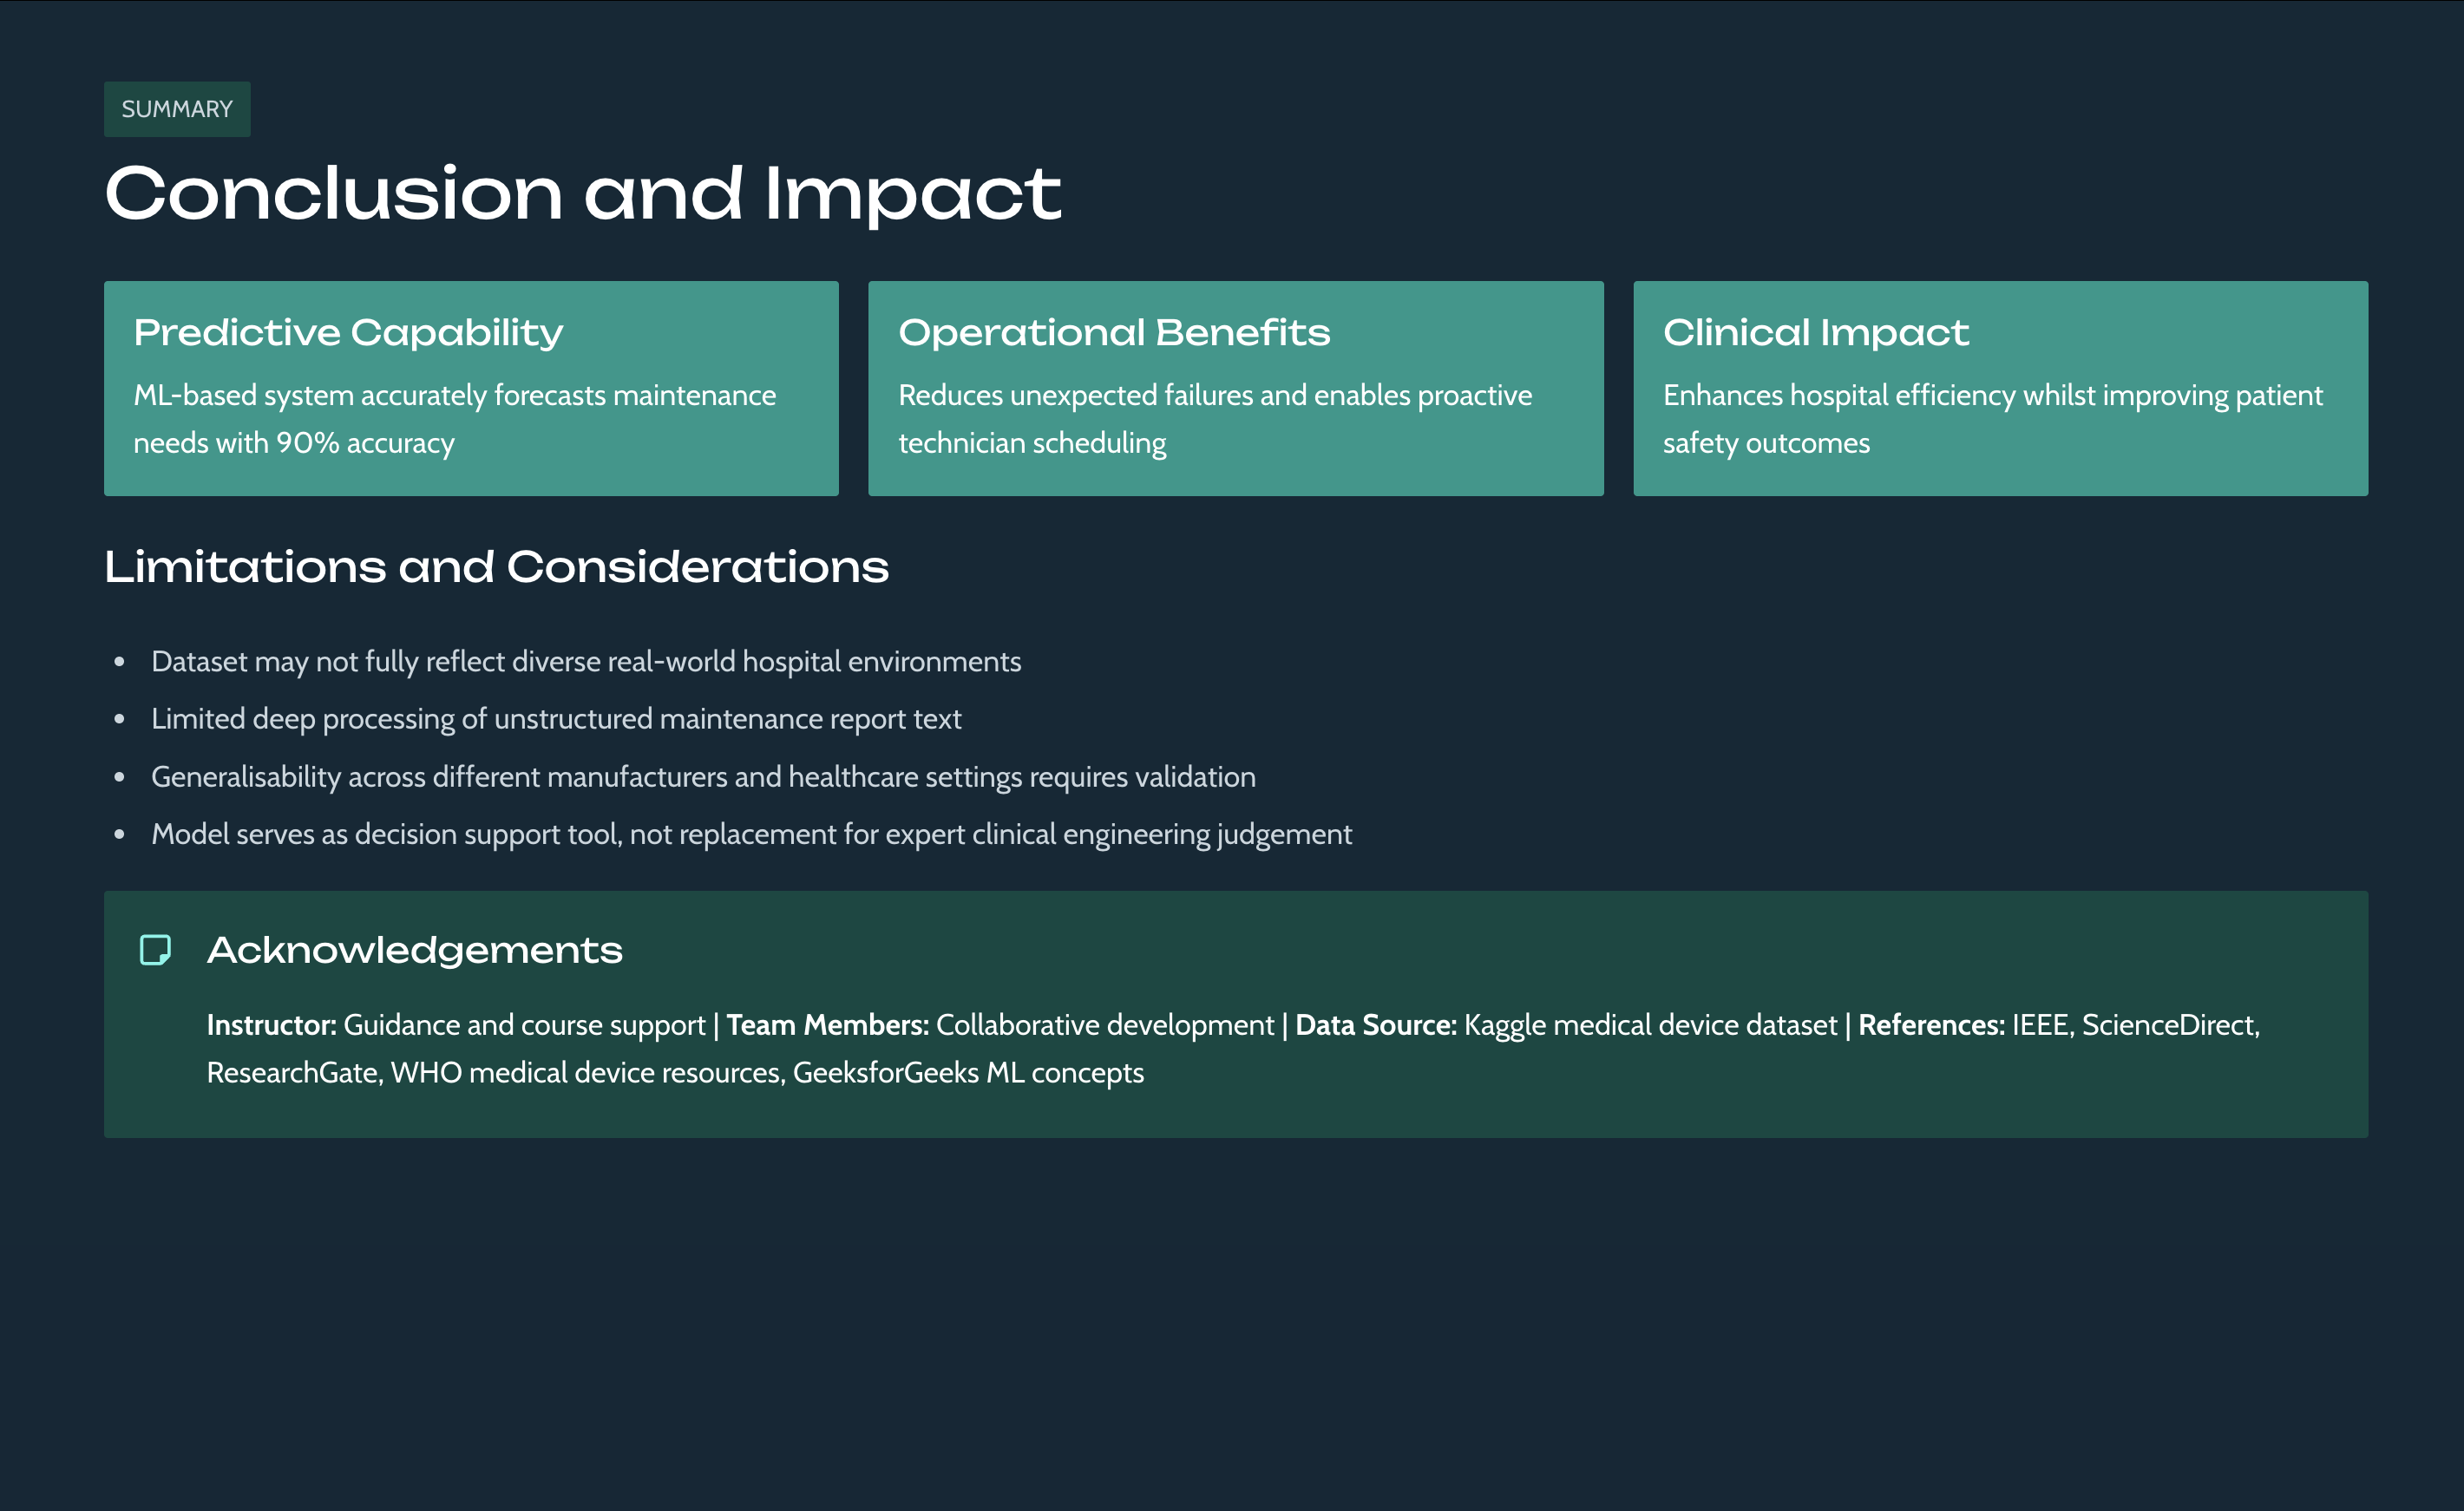 SUMMARY
Conclusion and Impact
Predictive Capability
ML-based system accurately forecasts maintenance
needs with 90% accuracy
Operational Benefits
Reduces unexpected failures and enables proactive
technician scheduling
Clinical Impact
Enhances hospital efficiency whilst improving patient
safety outcomes
Limitations and Considerations
• Dataset may not fully reflect diverse real-world hospital environments
• Limited deep processing of unstructured maintenance report text
• Generalisability across different manufacturers and healthcare settings requires validation
• Model serves as decision support tool, not replacement for expert clinical engineering judgement
Acknowledgements
Instructor: Guidance and course support | Team Members: Collaborative development | Data Source: Kaggle medical device dataset | References: IEEE, ScienceDirect,
ResearchGate, WHO medical device resources, GeeksforGeeks ML concepts